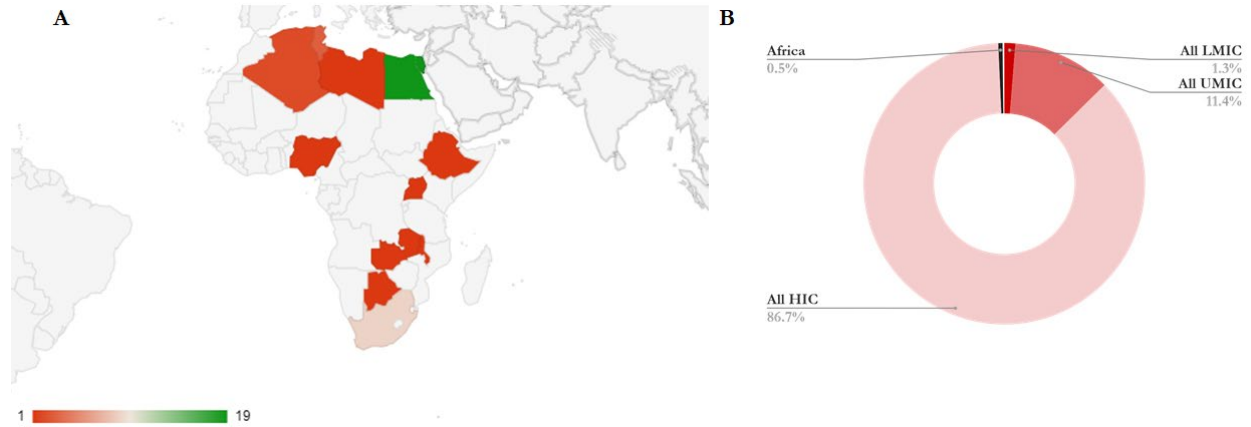 A
1
19
B
Africa
0.5%
All LMIC
1.3%
All UMIC
11.4%
All HIC
86.7%